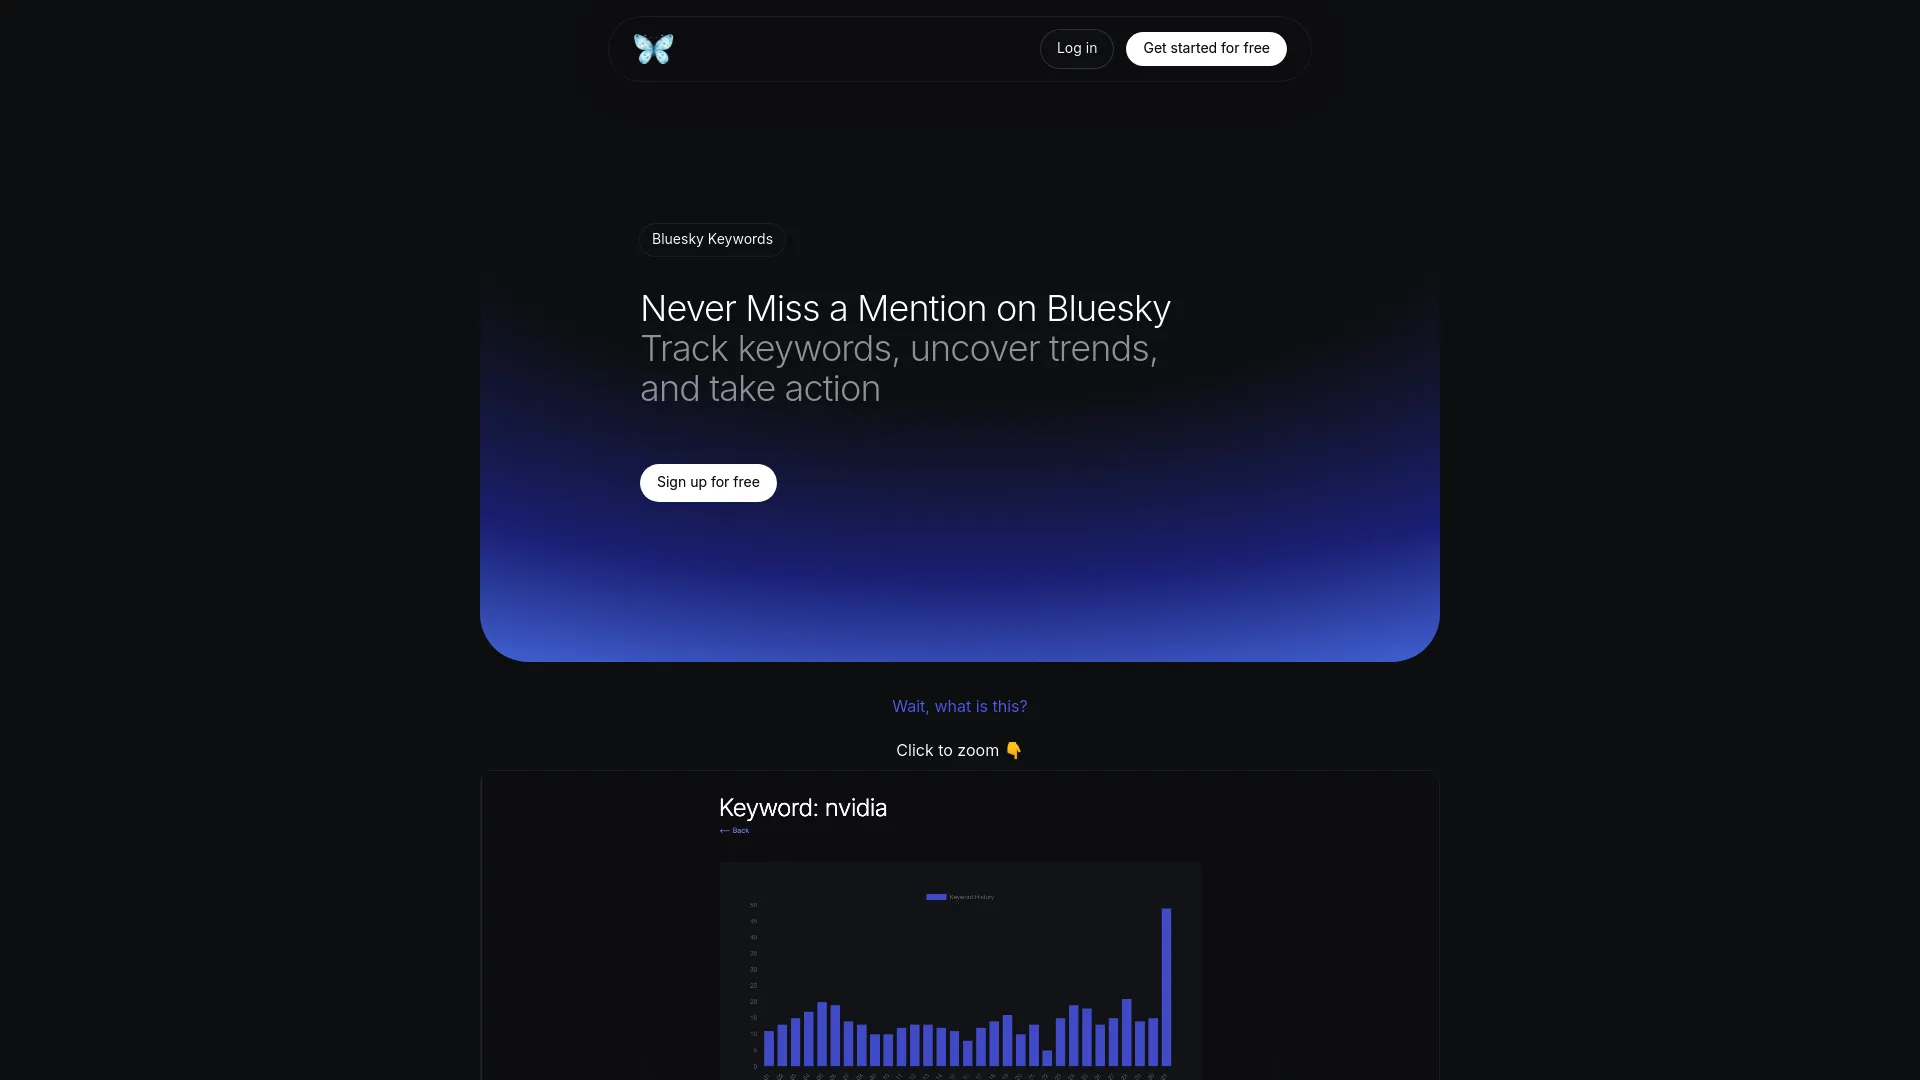 Log in
Get started for free
Bluesky Keywords
Never Miss a Mention on Bluesky
Track keywords, uncover trends,
and take action
Sign up for free
Wait, what is this?
Click to zoom 👇
Keyword: nvidia
<-- Back
Keyword History
50
45
40
35
30
25
20
15
10
5
0